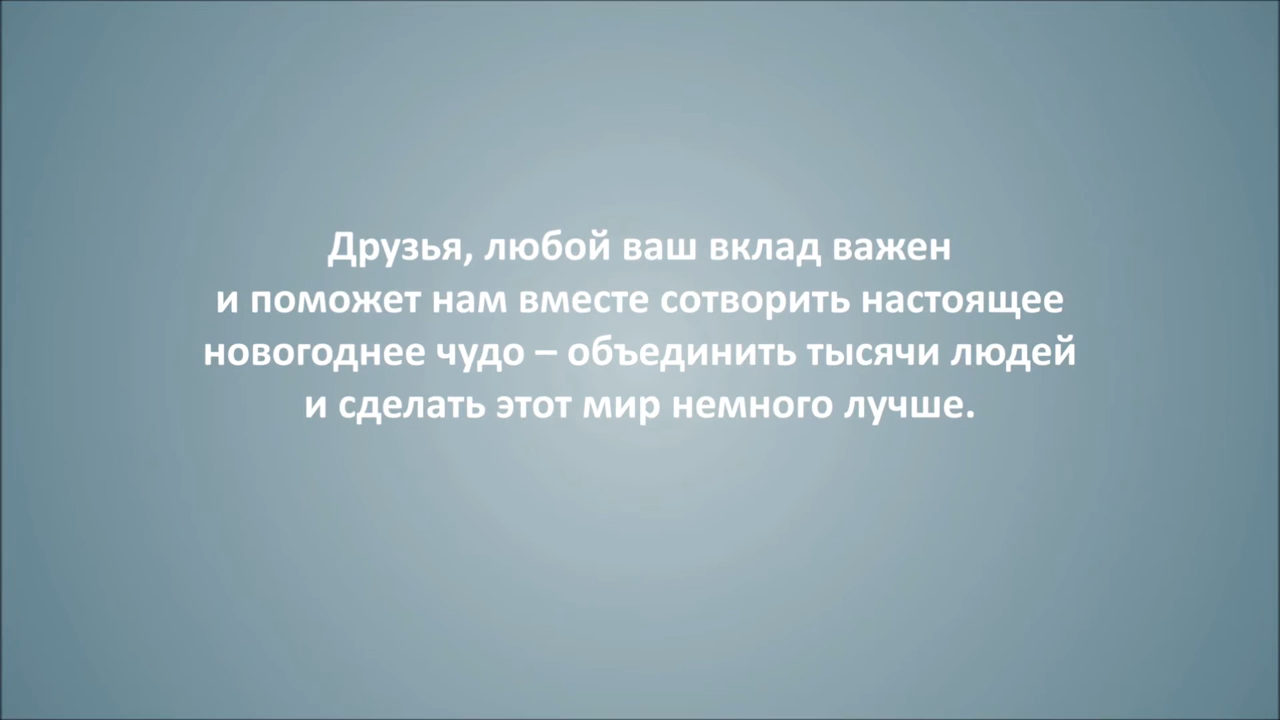 Друзья, любой ваш вклад важен
и поможет нам вместе сотворить настоящее
новогоднее чудо – объединить тысячи людей
и сделать этот мир немного лучше.